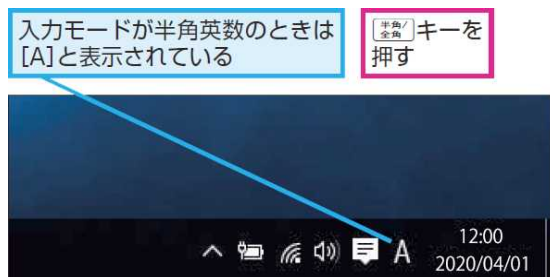 入力モードが半角英数のときは
[A]と表示されている
半角/
全角 キーを
押す
A
12:00
2020/04/01